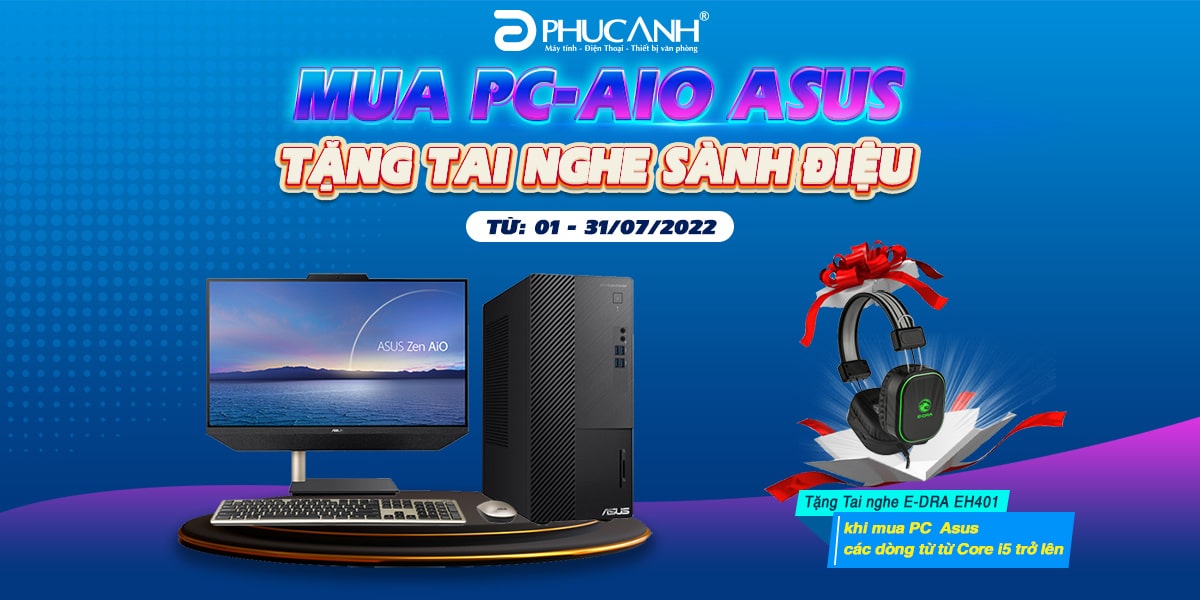 PHUCANH®
Máy tính - Điện Thoại - Thiết bị văn phòng
MUA PC-AIO ASUS
TẶNG TAI NGHE SÀNH ĐIỆU
TỪ: 01 - 31/07/2022
ASUS Zen AiO
ASUS
E-DRA
Tặng Tai nghe E-DRA EH401
khi mua PC Asus
các dòng từ từ Core i5 trở lên